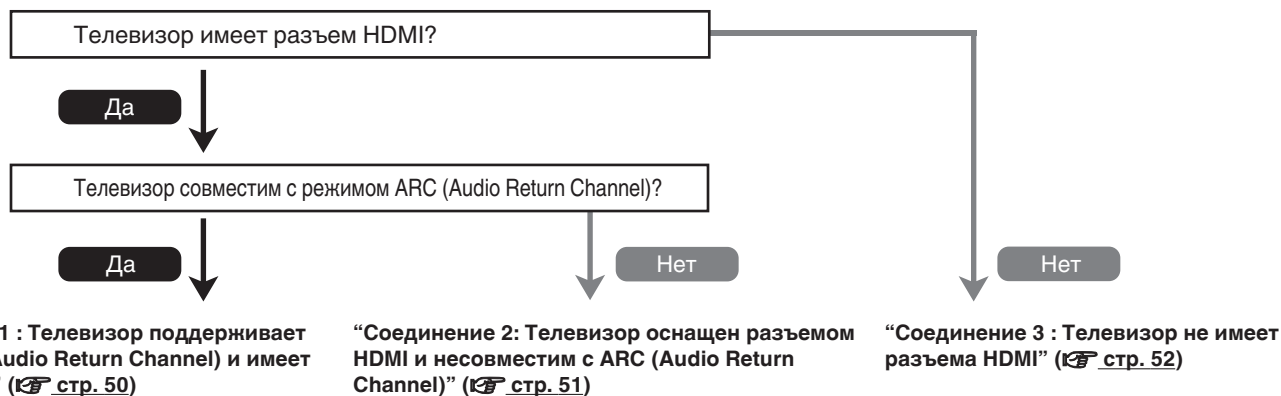 Телевизор имеет разъем HDMI?
Да
Телевизор совместим с режимом ARC (Audio Return Channel)?
Да
Нет
Нет
1 : Телевизор поддерживает
Audio Return Channel) и имеет
” (☞ стр. 50)
“Соединение 2: Телевизор оснащен разъемом
HDMI и несовместим с ARC (Audio Return
Channel)” (☞ стр. 51)
“Соединение 3 : Телевизор не имеет
разъема HDMI” (☞ стр. 52)